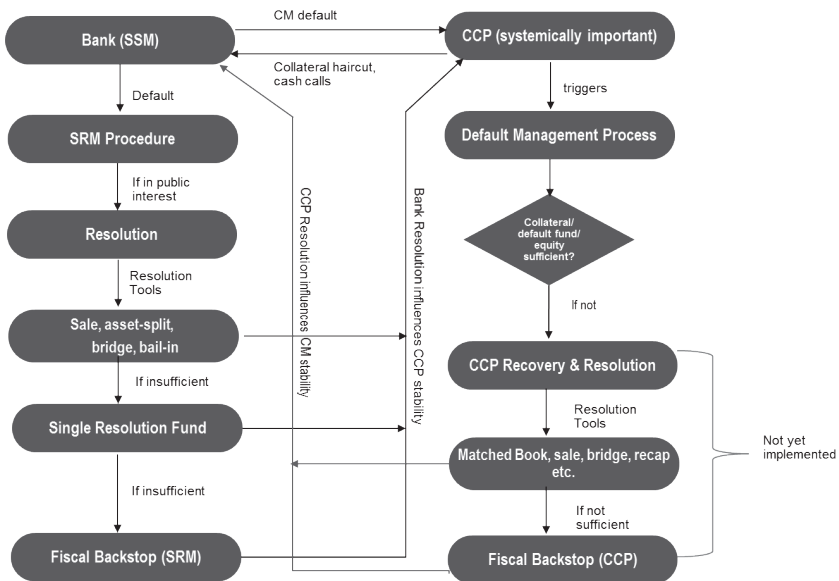 CM default
Bank (SSM)
CCP (systemically important)
Collateral haircut,
cash calls
triggers
Default
SRM Procedure
Default Management Process
If in public
interest
CCP Resolution influences CM stability
Bank Resolution influences CCP stability
Collateral/
default fund/
equity
sufficient?
Resolution
Resolution
Tools
If not
Sale, asset-split,
bridge, bail-in
CCP Recovery & Resolution
If insufficient
Resolution
Tools
Single Resolution Fund
Not yet
implemented
Matched Book, sale, bridge, recap
etc.
If insufficient
If not
sufficient
Fiscal Backstop (SRM)
Fiscal Backstop (CCP)